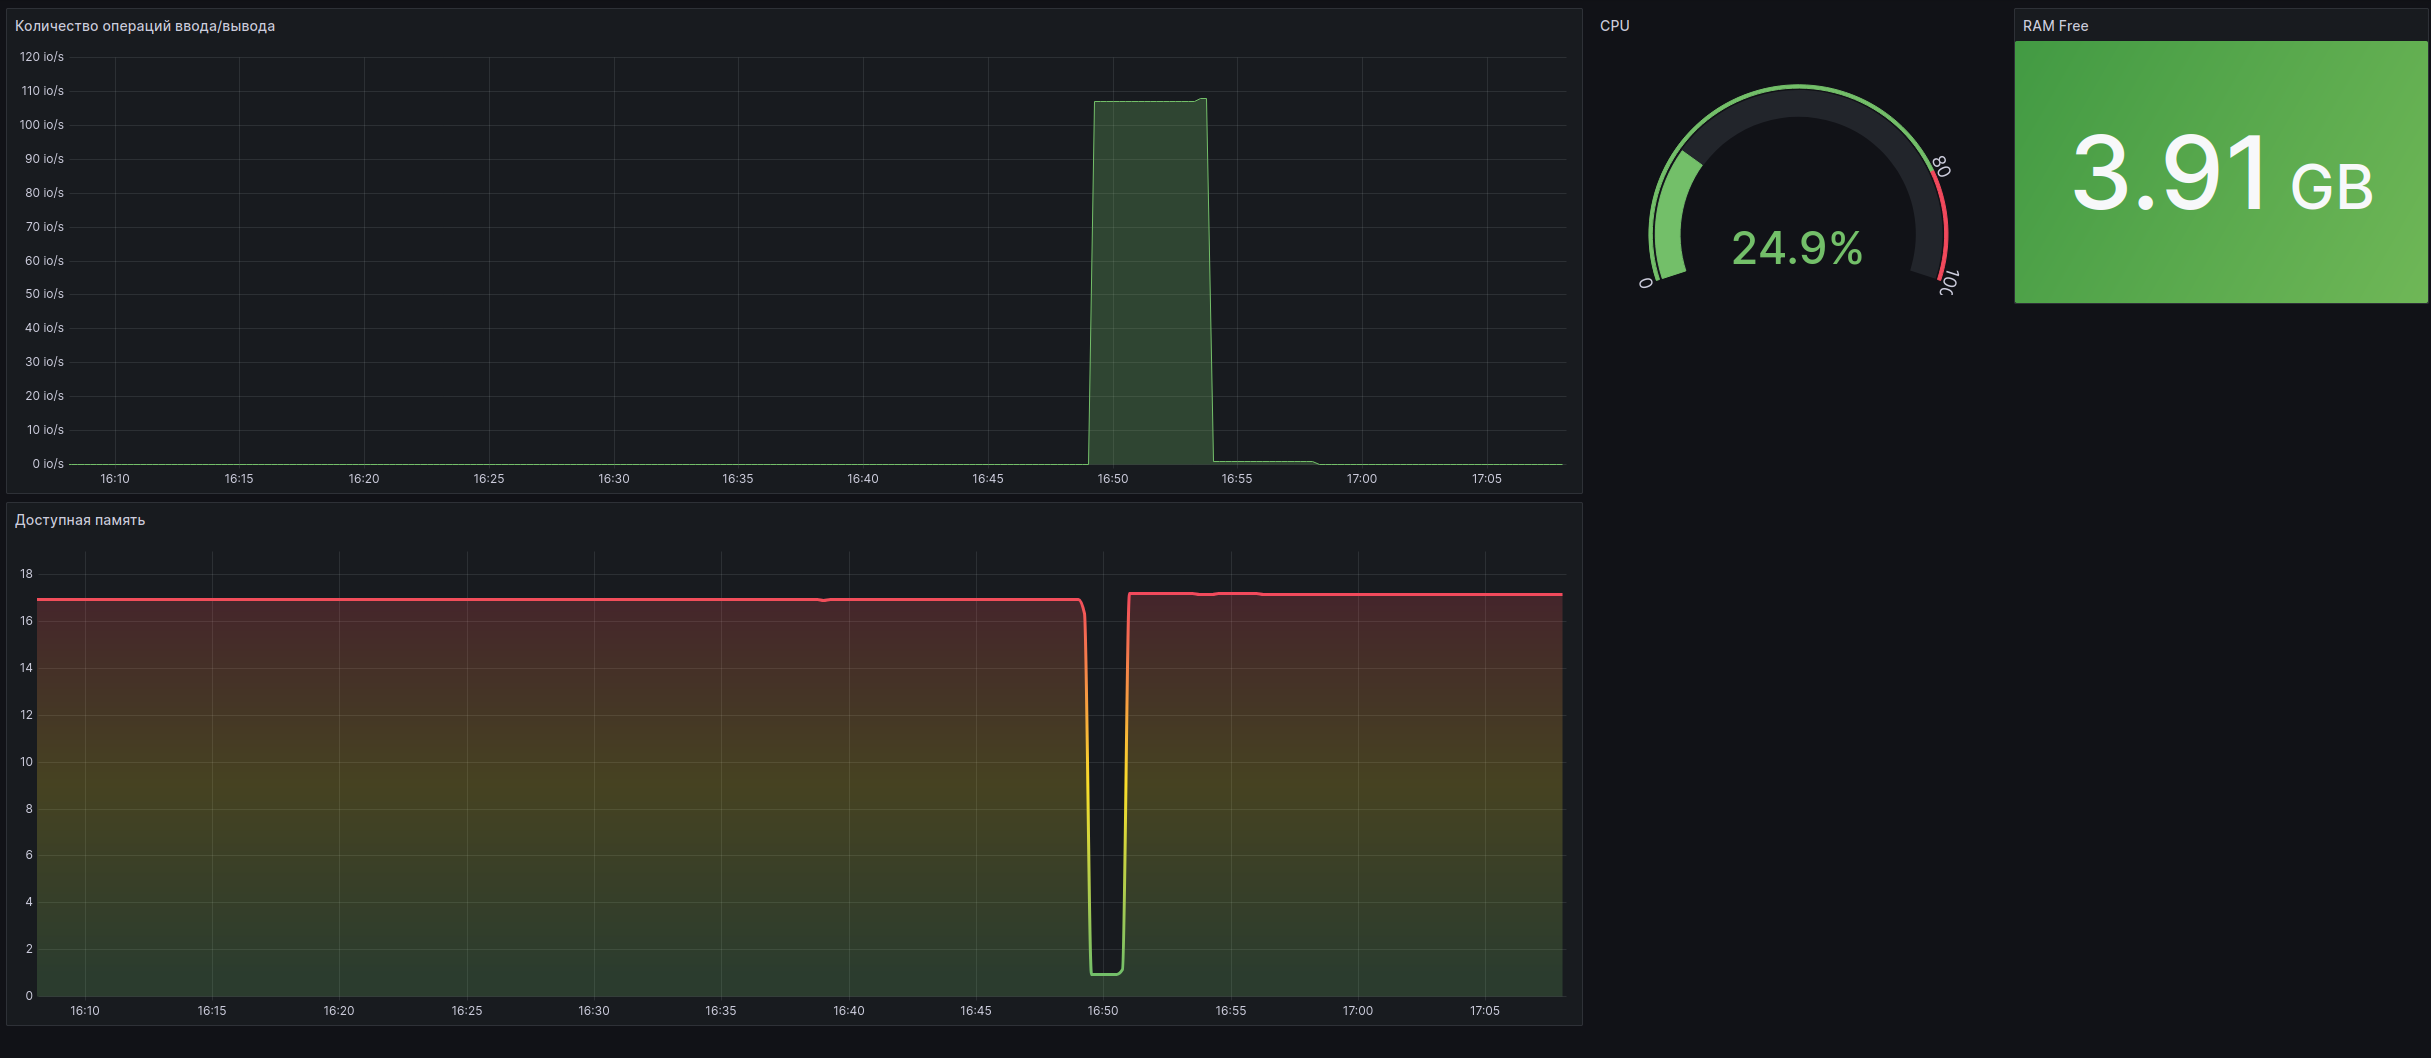 Количество операций ввода/вывода
120 io/s
110 io/s
100 io/s
90 io/s
80 io/s
70 io/s
60 io/s
50 io/s
40 io/s
30 io/s
20 io/s
10 io/s
0 io/s
16:10 16:15 16:20 16:25 16:30 16:35 16:40 16:45 16:50 16:55 17:00 17:05
CPU
0
80
100
24.9%
RAM Free
3.91 GB
Доступная память
18
16
14
12
10
8
6
4
2
0
16:10 16:15 16:20 16:25 16:30 16:35 16:40 16:45 16:50 16:55 17:00 17:05